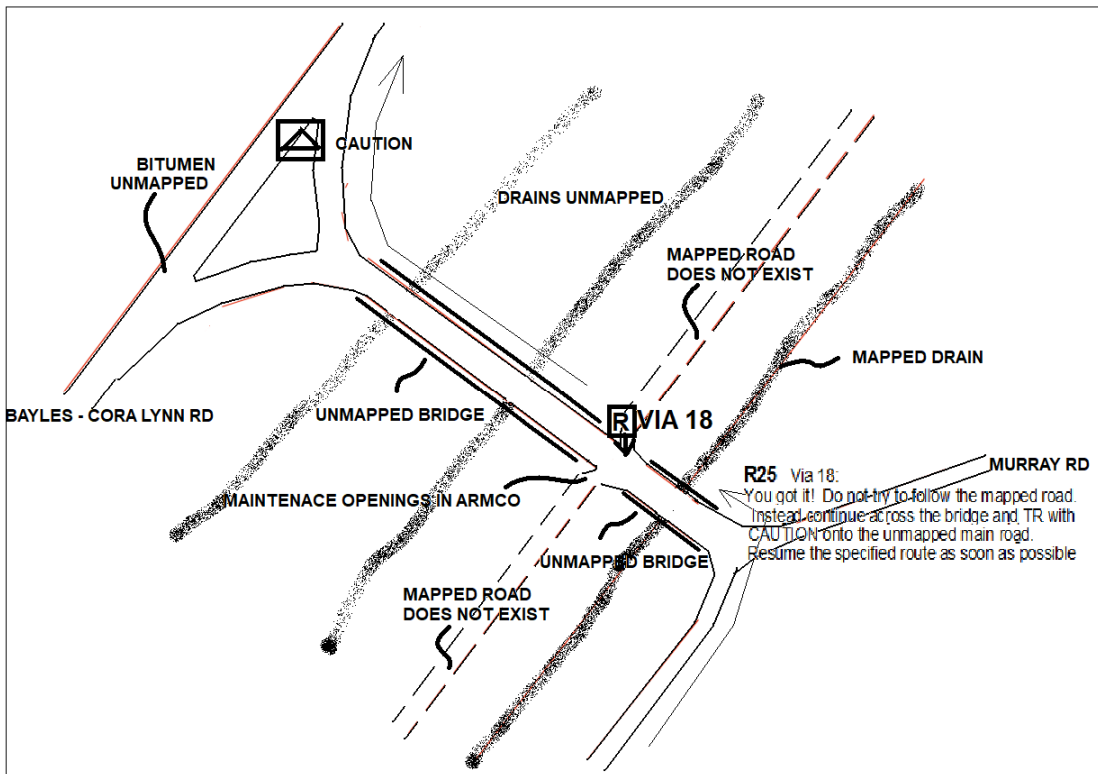 CAUTION
BITUMEN
UNMAPPED
DRAINS UNMAPPED
MAPPED ROAD
DOES NOT EXIST
MAPPED DRAIN
BAYLES - CORA LYNN RD
UNMAPPED BRIDGE
R VIA 18
MURRAY RD
R25 Via 18:
You got it! Do not try to follow the mapped road.
Instead continue across the bridge and TR with
CAUTION onto the unmapped main road.
Resume the specified route as soon as possible
MAINTENACE OPENINGS IN ARMCO
UNMAPPED BRIDGE
MAPPED ROAD
DOES NOT EXIST